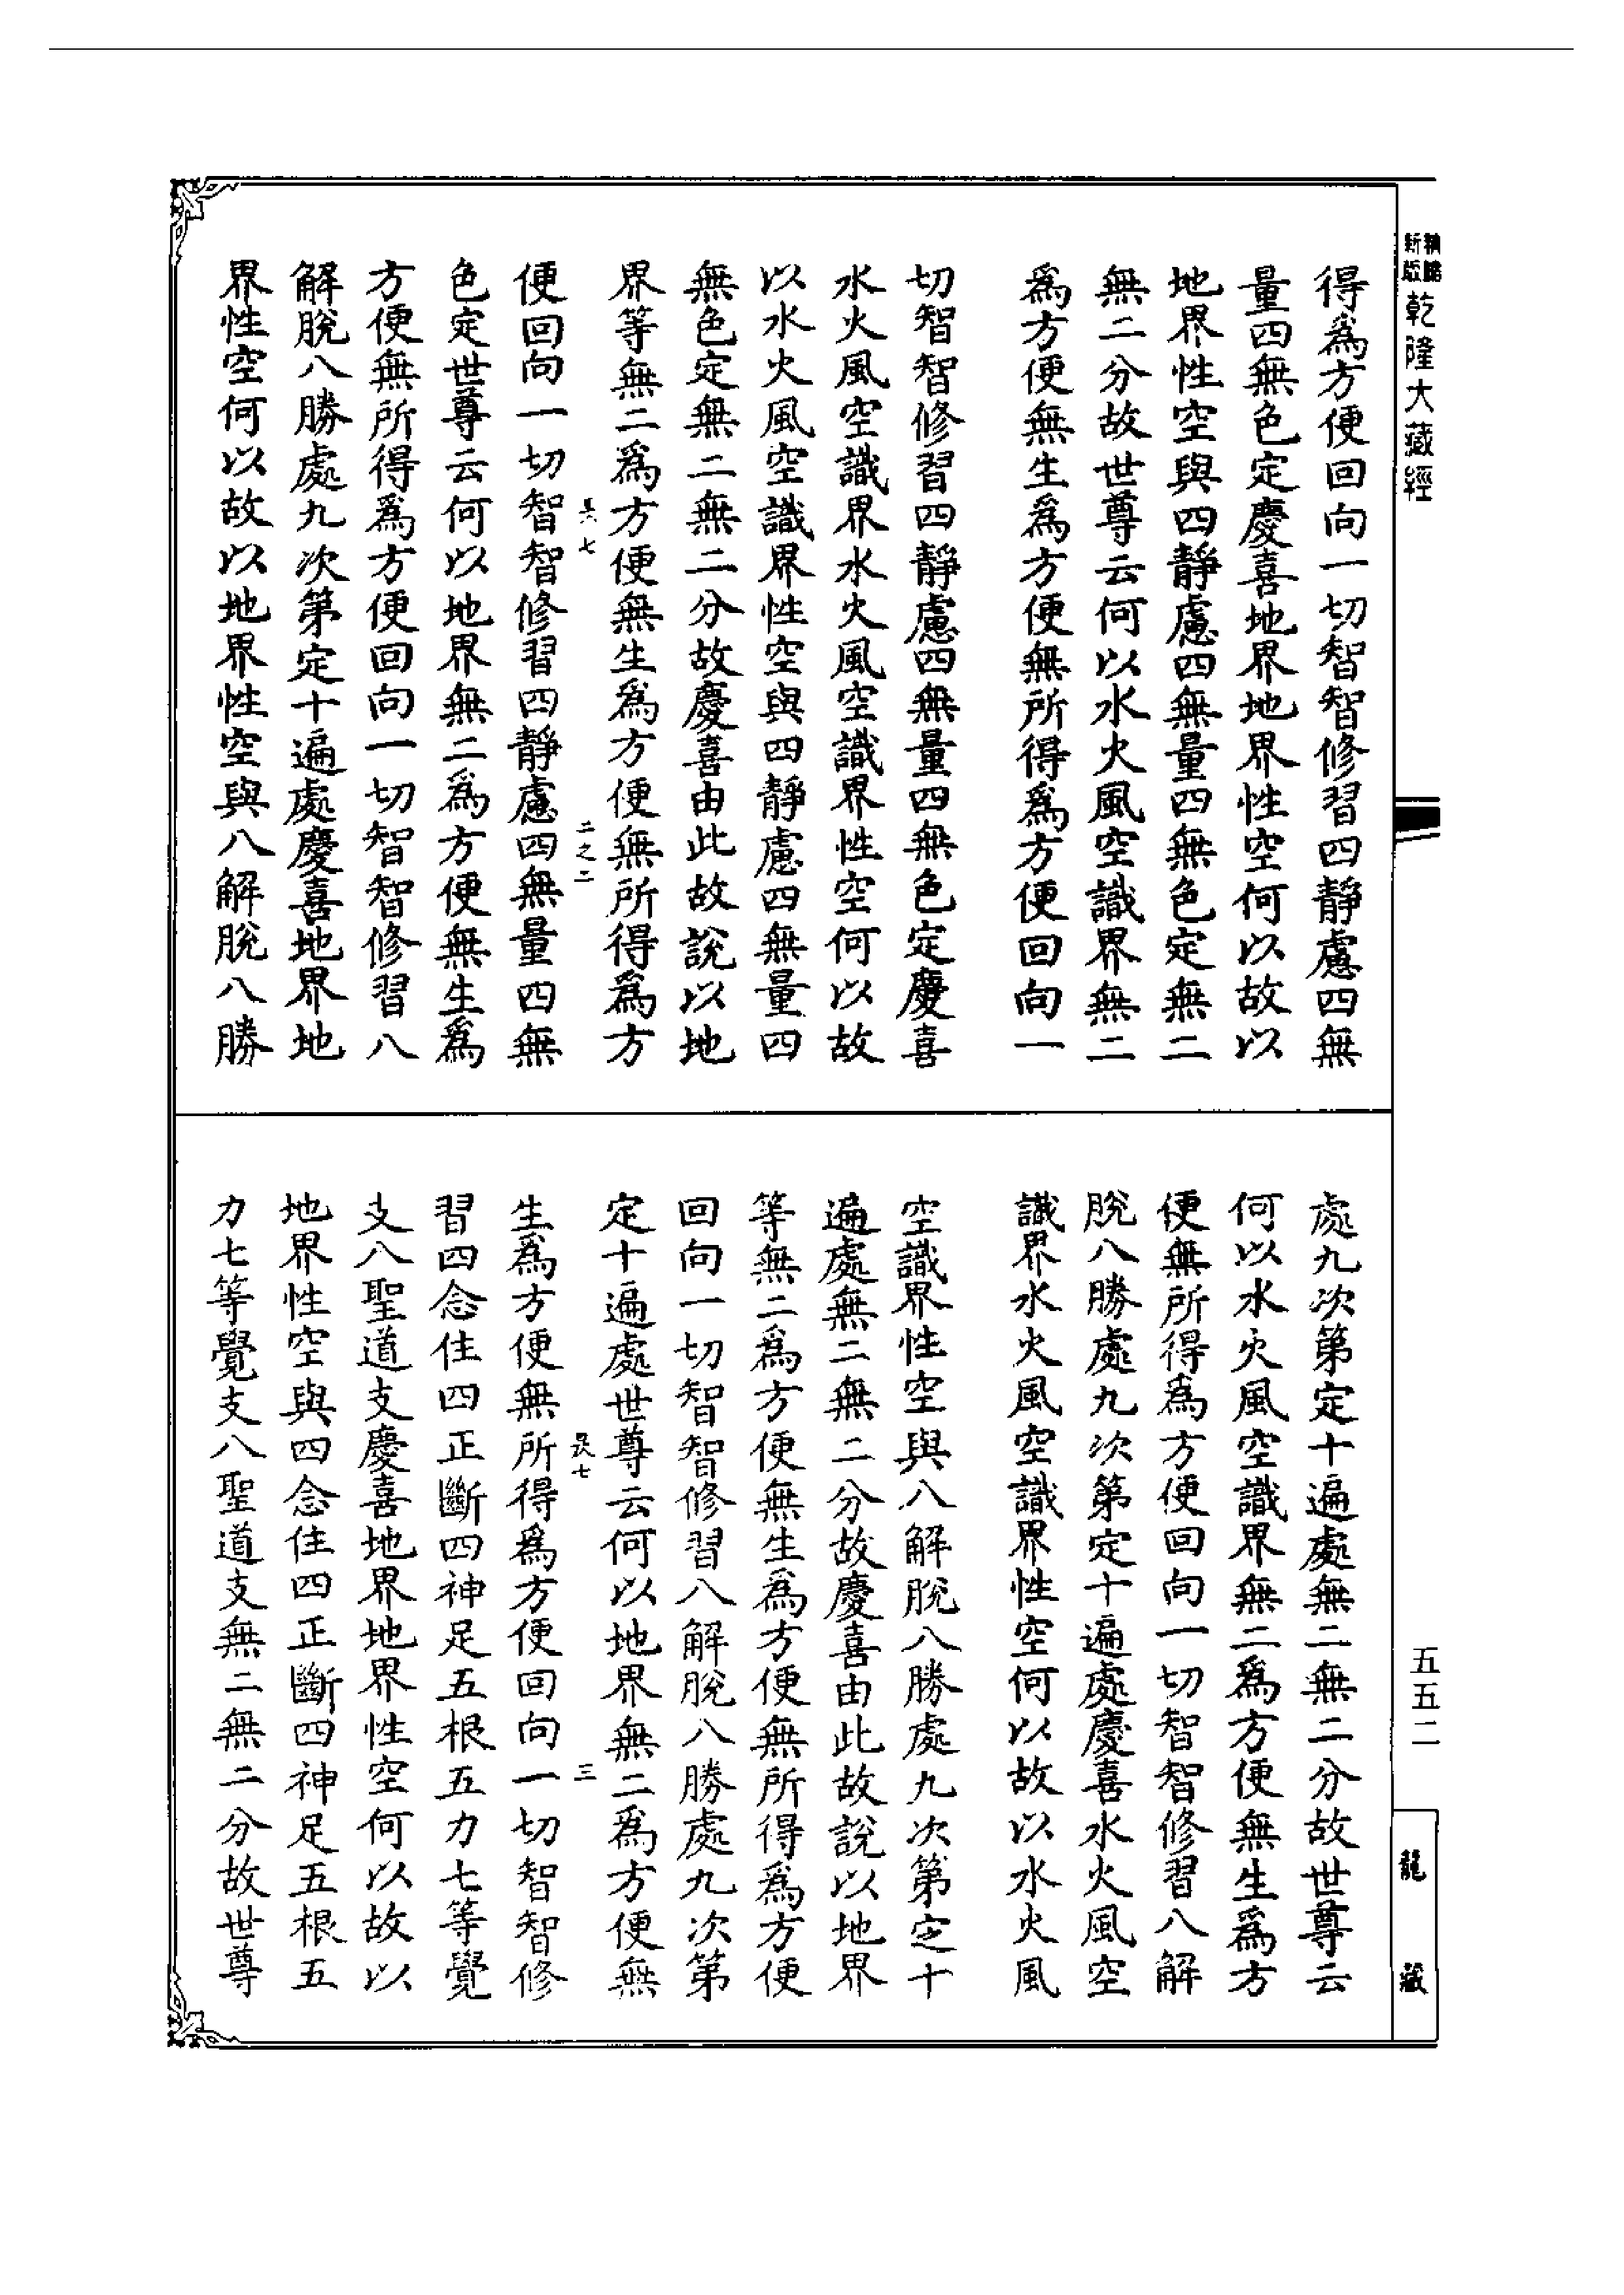 新版
乾隆大藏經
得爲方便回向一切智智修習四靜慮四無
量四無色定慶喜地界地界性空何以故以
地界性空與四靜慮四無量四無色定無二
無二分故世尊云何以水火風空識界無二
爲方便無生爲方便無所得爲方便回向一
切智智修習四靜慮四無量四無色定慶喜
水火風空識界水火風空識界性空何以故
以水火風空識界性空與四靜慮四無量四
無色定無二無二分故慶喜由此故說以地
界等無二爲方便無生爲方便無所得爲方
七 二之二
便回向一切智智修習四靜慮四無量四無
色定世尊云何以地界無二爲方便無生爲
方便無所得爲方便回向一切智智修習八
解脫八勝處九次第定十遍處慶喜地界地
界性空何以故以地界性空與八解脫八勝
處九次第定十遍處無二無二分故世尊云
何以水火風空識界無二爲方便無生爲方
便無所得爲方便回向一切智智修習八解
脫八勝處九次第定十遍處慶喜水火風空
識界水火風空識界性空何以故以水火風
空識界性空與八解脫八勝處九次第定十
遍處無二無二分故慶喜由此故說以地界
等無二爲方便無生爲方便無所得爲方便
回向一切智智修習八解脫八勝處九次第
定十遍處世尊云何以地界無二爲方便無
七 三
生爲方便無所得爲方便回向一切智智修
習四念住四正斷四神足五根五力七等覺
支八聖道支慶喜地界地界性空何以故以
地界性空與四念住四正斷四神足五根五
力七等覺支八聖道支無二無二分故世尊
五五二
龍藏